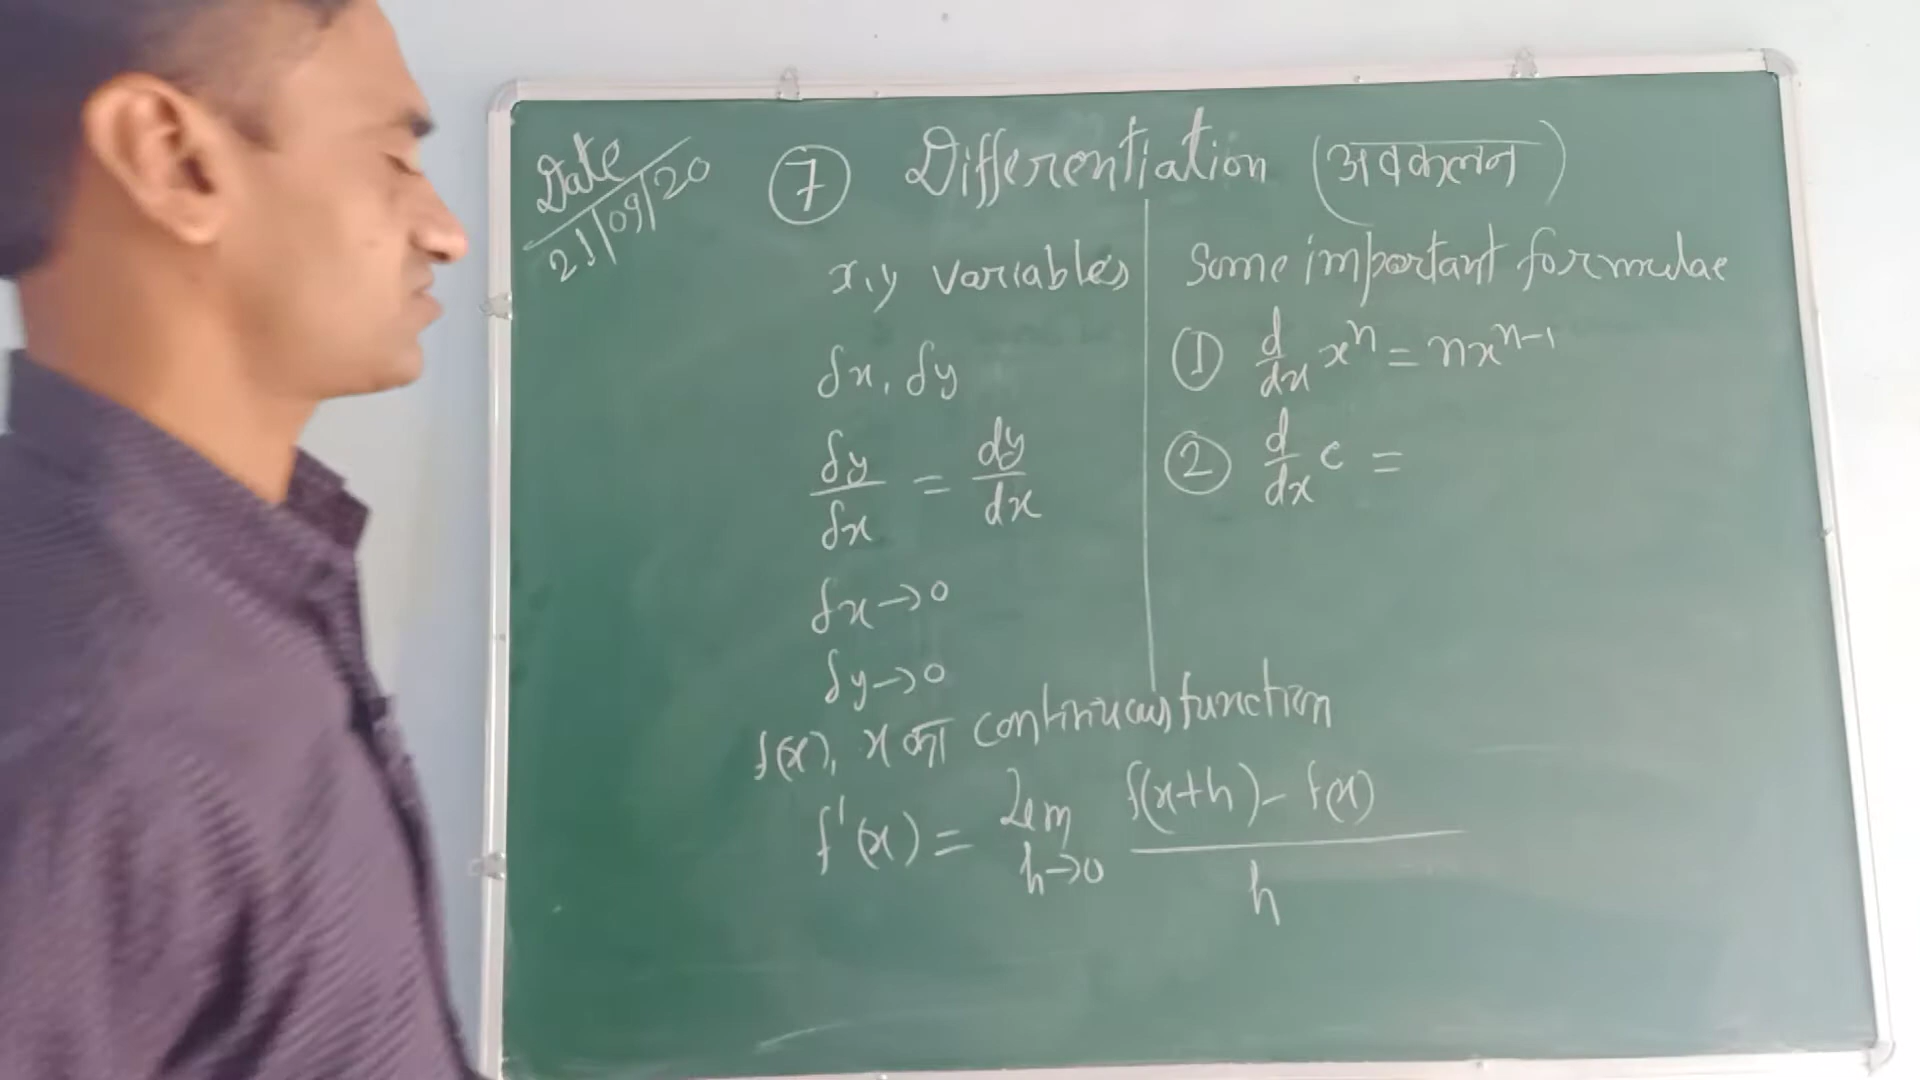 Date
21/09/20
⑦ Differentiation (अवकलन)
x, y variables
δx, δy
δy/δx = dy/dx
δx→0
δy→0
Some important formulae
① d/dx xⁿ = nxⁿ⁻¹
② d/dx c =
f(x), x का continuous function
f'(x) = Lim h→0 f(x+h) - f(x) / h